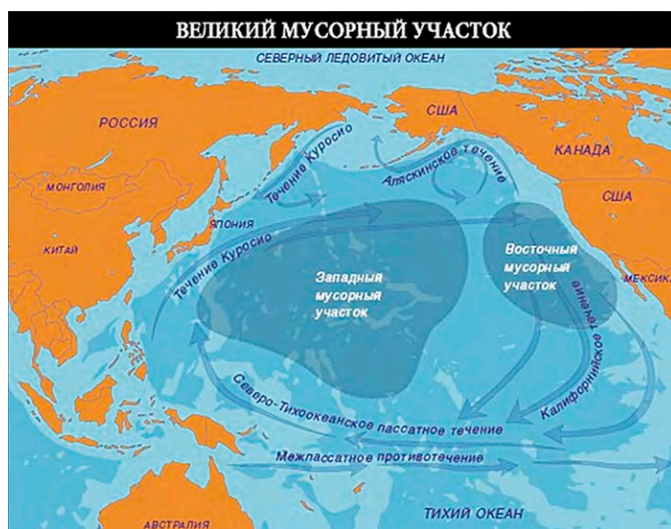 ВЕЛИКИЙ МУСОРНЫЙ УЧАСТОК
СЕВЕРНЫЙ ЛЕДОВИТЫЙ ОКЕАН
РОССИЯ
США
КАНАДА
Течение Куросио
Аляскинское течение
МОНГОЛИЯ
США
ЯПОНИЯ
КИТАЙ
Течение Куросио
Западный
мусорный
участок
Восточный
мусорный
участок
МЕКСИКА
Калифорнийское течение
Северо-Тихоокеанское пассатное течение
Межпассатное противотечение
ТИХИЙ ОКЕАН
АВСТРАЛИЯ